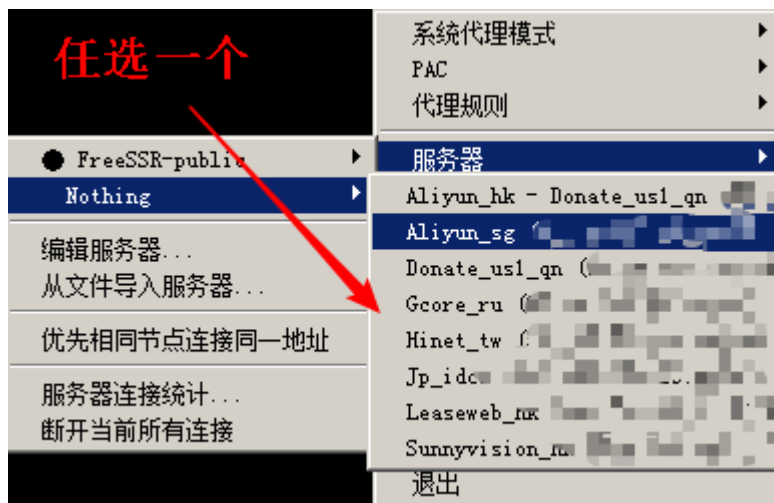 任选一个
系统代理模式
PAC
代理规则
服务器
FreeSSR-public
Nothing
编辑服务器...
从文件导入服务器...
优先相同节点连接同一地址
服务器连接统计...
断开当前所有连接
Aliyun_hk - Donate_us1_qn
Aliyun_sg (
Donate_us1_qn (
Gcore_ru (
Hinet_tw (
Leaseweb_hk
退出